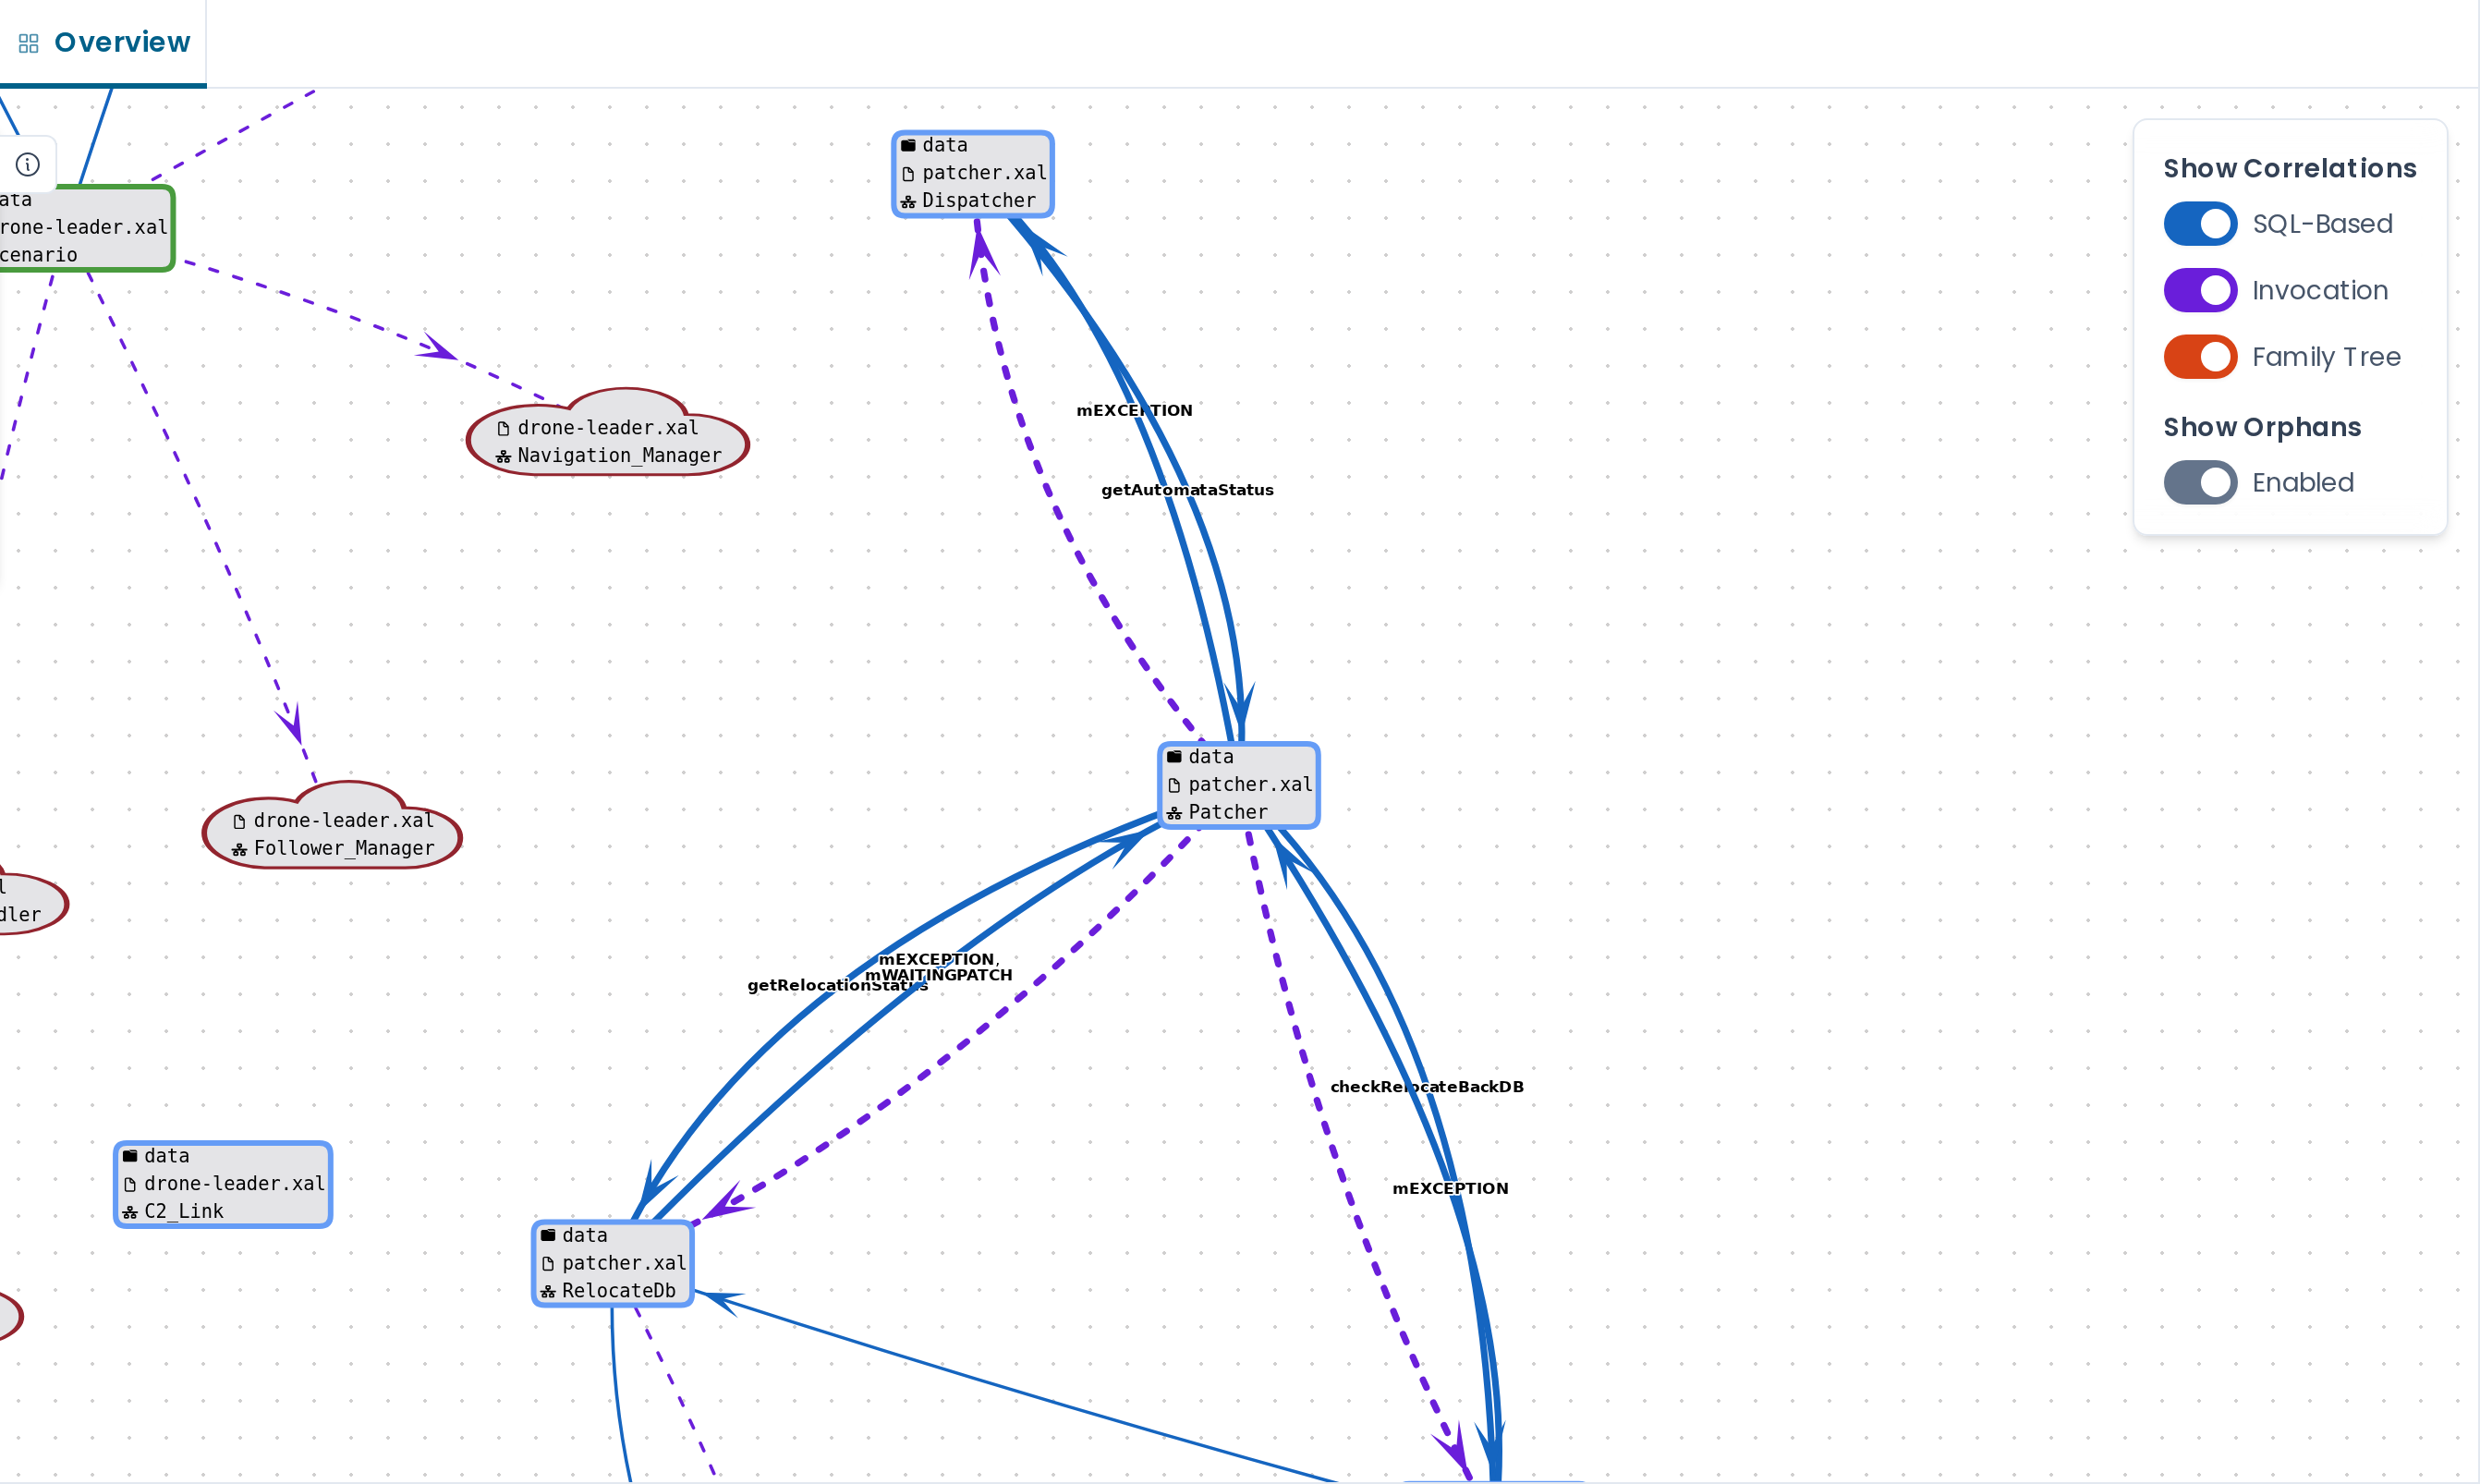 Overview
data
patcher.xal
Dispatcher
Show Correlations
SQL-Based
Invocation
Family Tree
Show Orphans
Enabled
ata
rone-leader.xal
cenario
drone-leader.xal
Navigation_Manager
mEXCEPTION
getAutomataStatus
data
patcher.xal
Patcher
drone-leader.xal
Follower_Manager
l
dler
mEXCEPTION,
mWAITINGPATCH
getRelocationStatus
checkRelocateBackDB
mEXCEPTION
data
drone-leader.xal
C2_Link
data
patcher.xal
RelocateDb